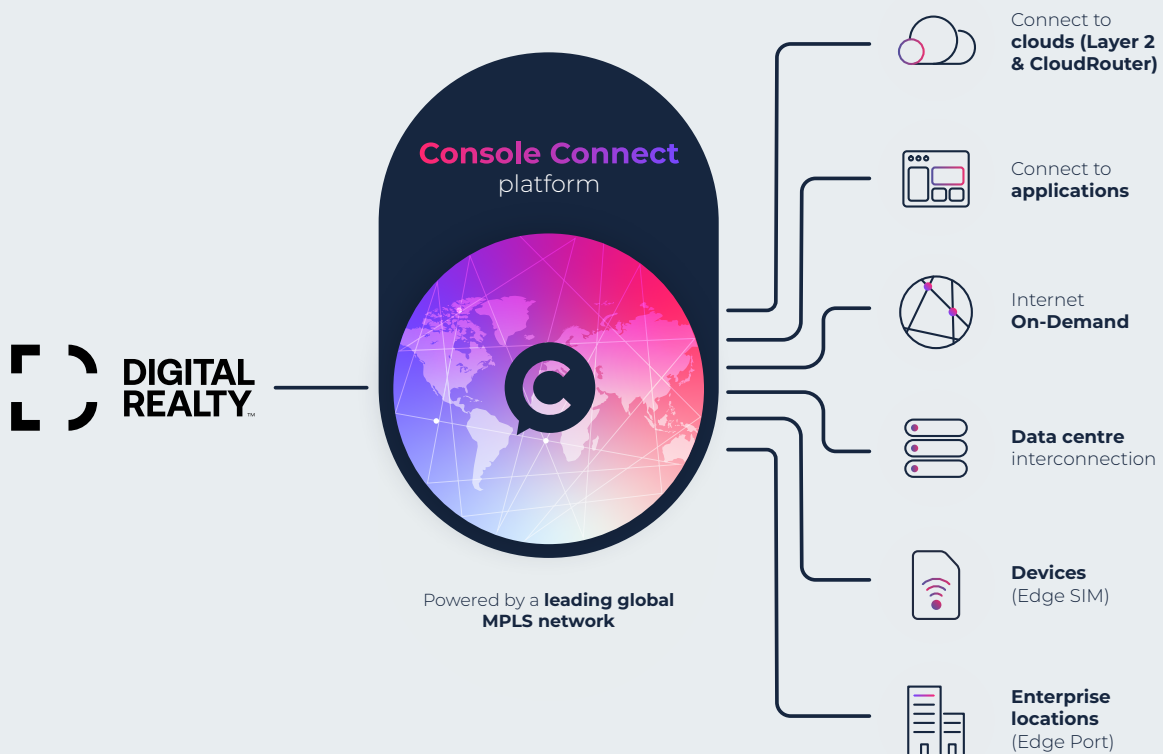 Connect to
clouds (Layer 2
& CloudRouter)
Console Connect
platform
Connect to
applications
Internet
On-Demand
DIGITAL
REALTY™
C
Data centre
interconnection
Devices
(Edge SIM)
Powered by a leading global
MPLS network
Enterprise
locations
(Edge Port)